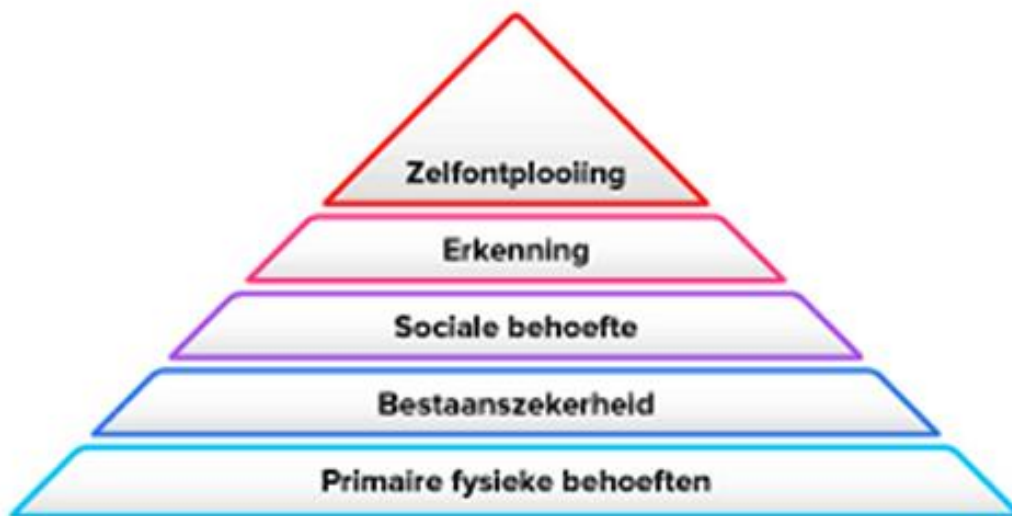 Zelfontplooiing
Erkenning
Sociale behoefte
Bestaanszekerheid
Primaire fysieke behoeften